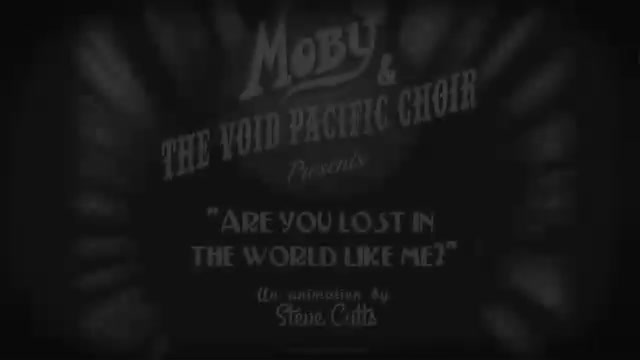 MOBY
&
THE VOID PACIFIC CHOIR
Presents
"ARE YOU LOST IN
THE WORLD LIKE ME?"
An animation by
Steve Cutts